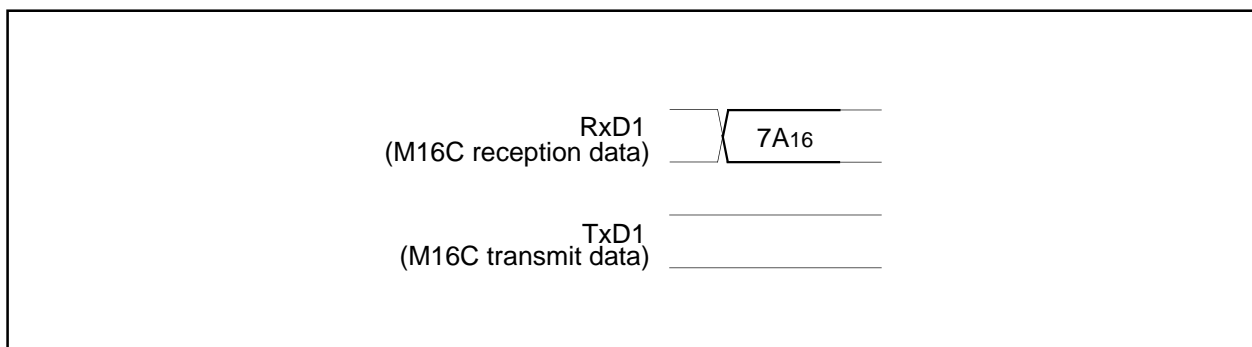 RxD1
(M16C reception data)
7A16
TxD1
(M16C transmit data)